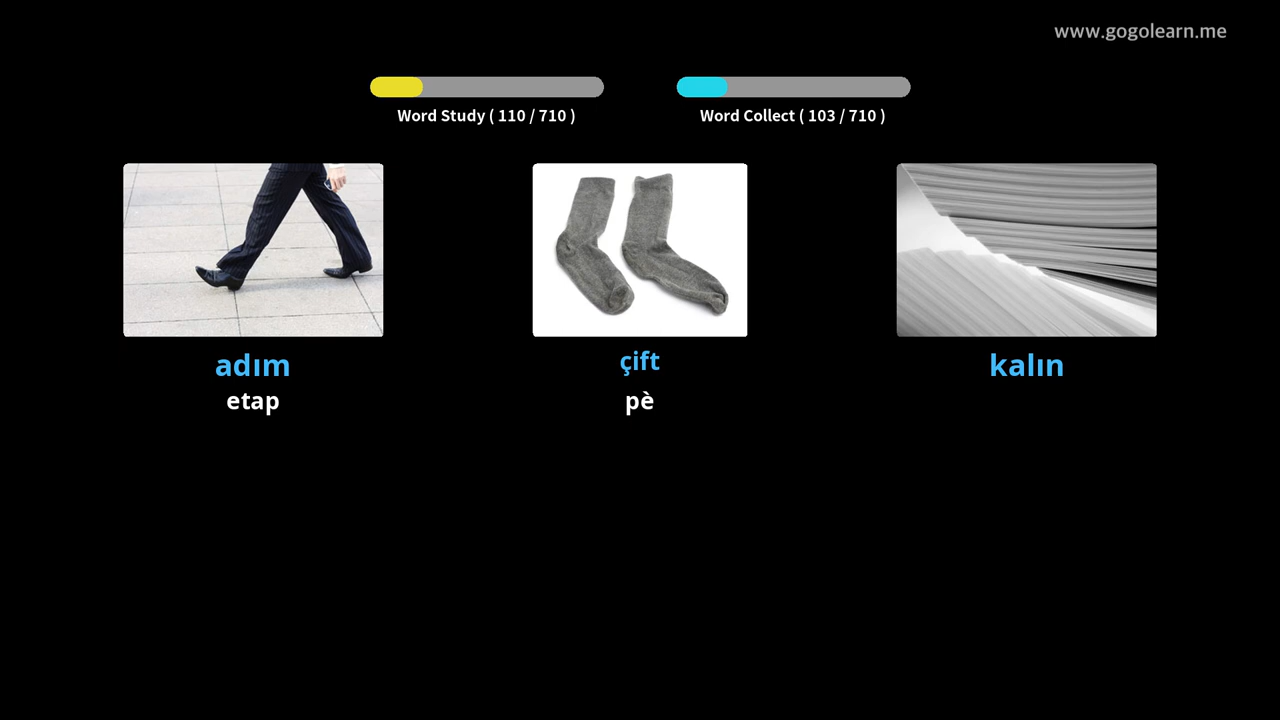 www.gogolearn.me
Word Study ( 110 / 710 )
Word Collect ( 103 / 710 )
adım
çift
kalın
etap
pè